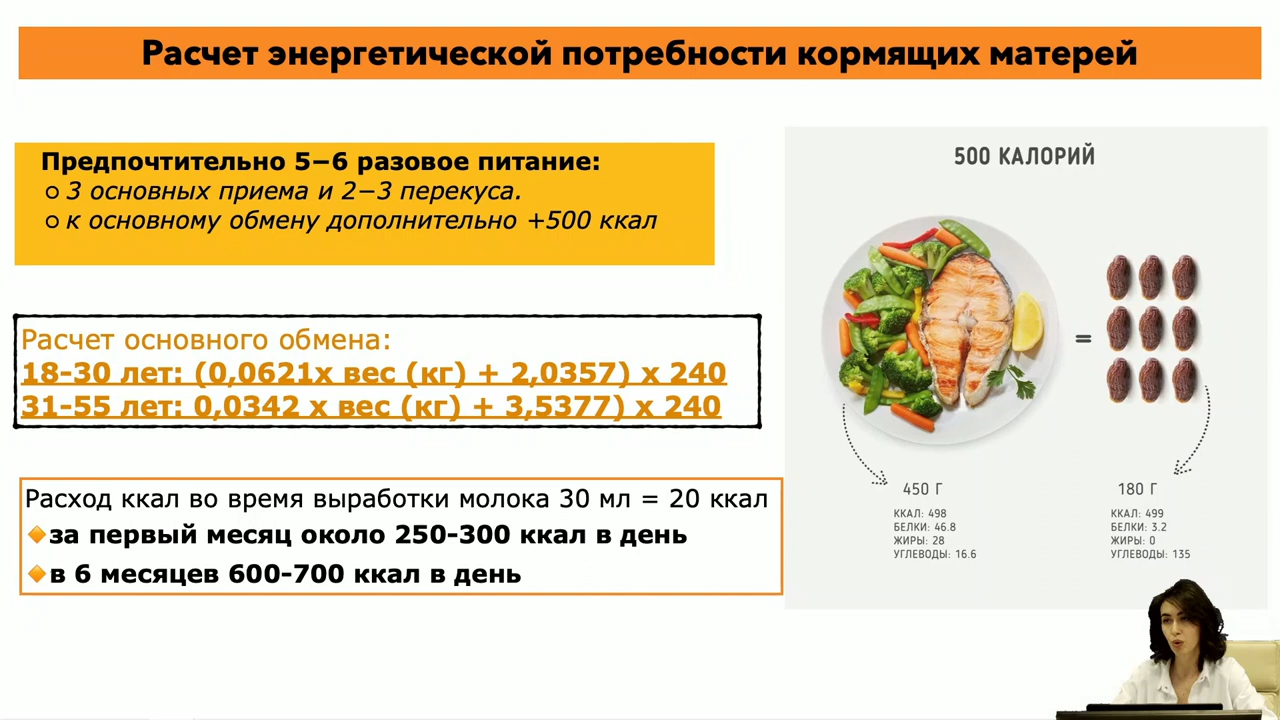 Расчет энергетической потребности кормящих матерей
Предпочтительно 5–6 разовое питание:
3 основных приема и 2–3 перекуса.
к основному обмену дополнительно +500 ккал
Расчет основного обмена:
18-30 лет: (0,0621х вес (кг) + 2,0357) х 240
31-55 лет: 0,0342 х вес (кг) + 3,5377) х 240
Расход ккал во время выработки молока 30 мл = 20 ккал
за первый месяц около 250-300 ккал в день
в 6 месяцев 600-700 ккал в день
500 КАЛОРИЙ
=
450 Г
ККАЛ: 498
БЕЛКИ: 46.8
ЖИРЫ: 28
УГЛЕВОДЫ: 16.6
180 Г
ККАЛ: 499
БЕЛКИ: 3.2
ЖИРЫ: 0
УГЛЕВОДЫ: 135